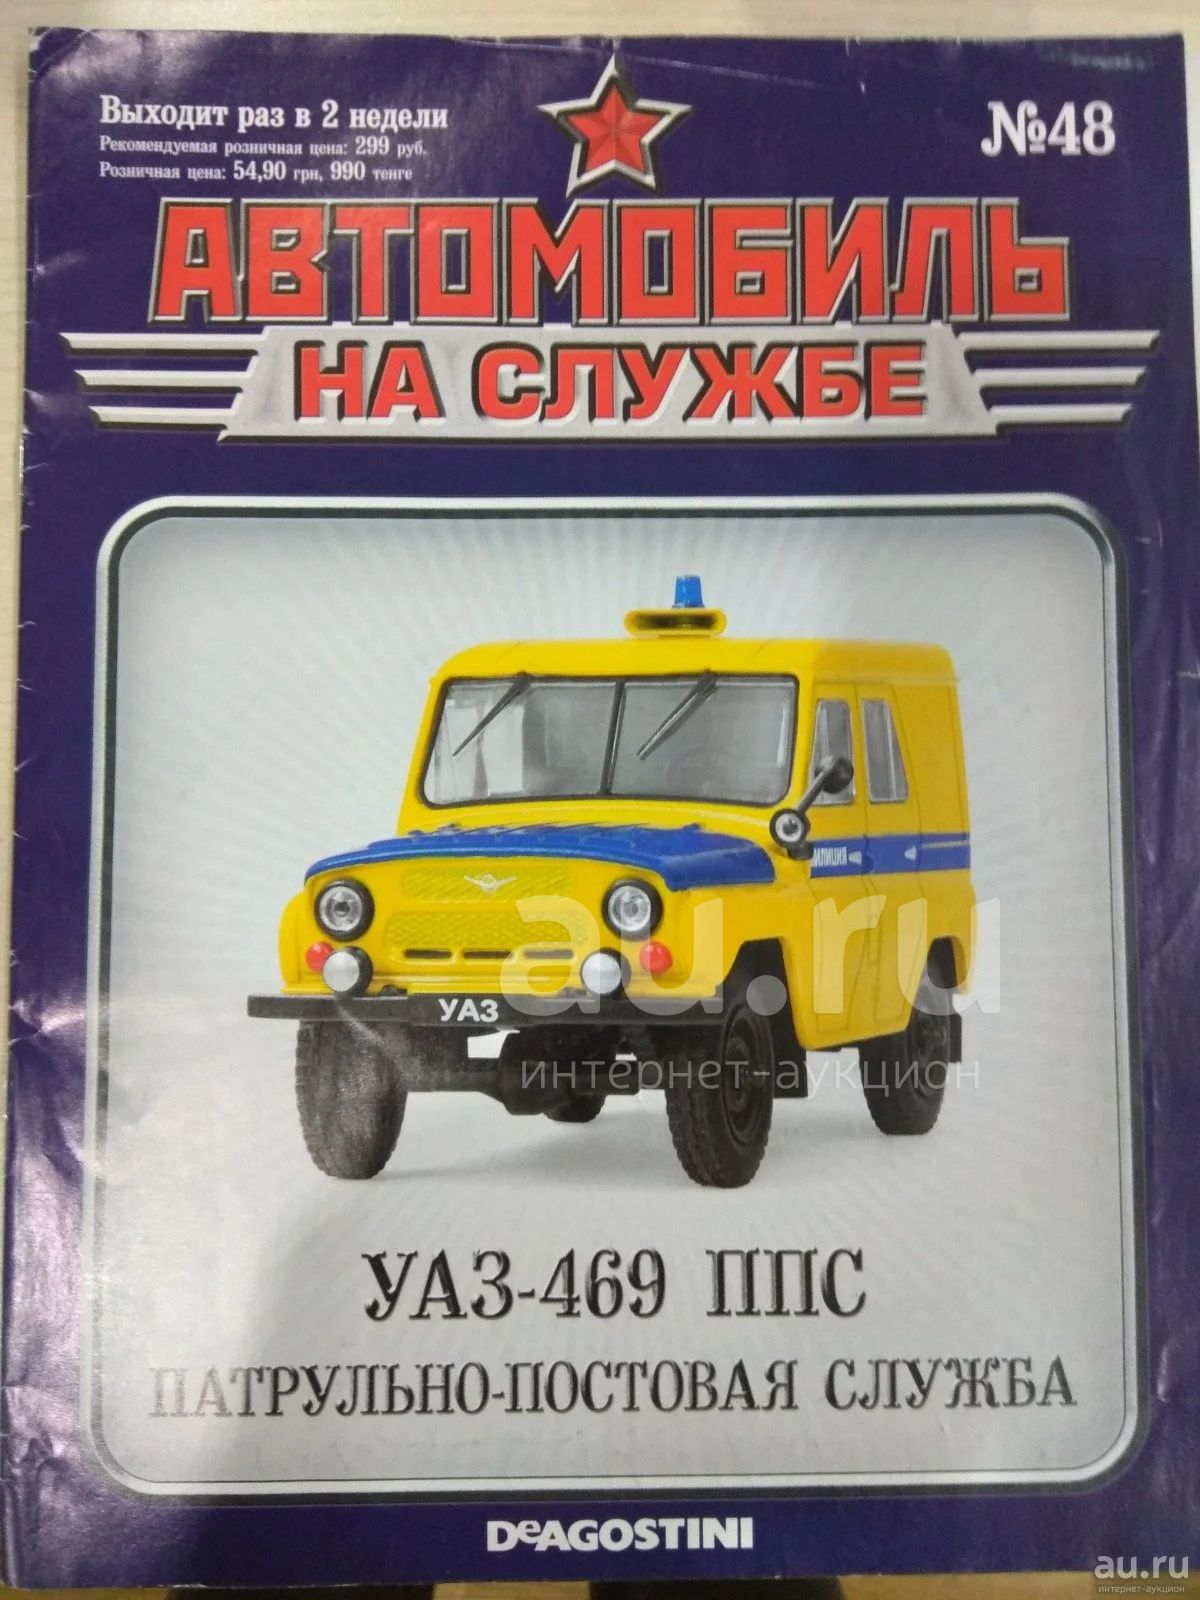 Выходит раз в 2 недели
Рекомендуемая розничная цена: 299 руб.
Розничная цена: 54,90 грн, 990 тенге
№48
АВТОМОБИЛЬ
НА СЛУЖБЕ
МИЛИЦИЯ
УАЗ
au.ru
интернет-аукцион
УАЗ-469 ППС
ПАТРУЛЬНО-ПОСТОВАЯ СЛУЖБА
DeAGOSTINI
au.ru
интернет-аукцион